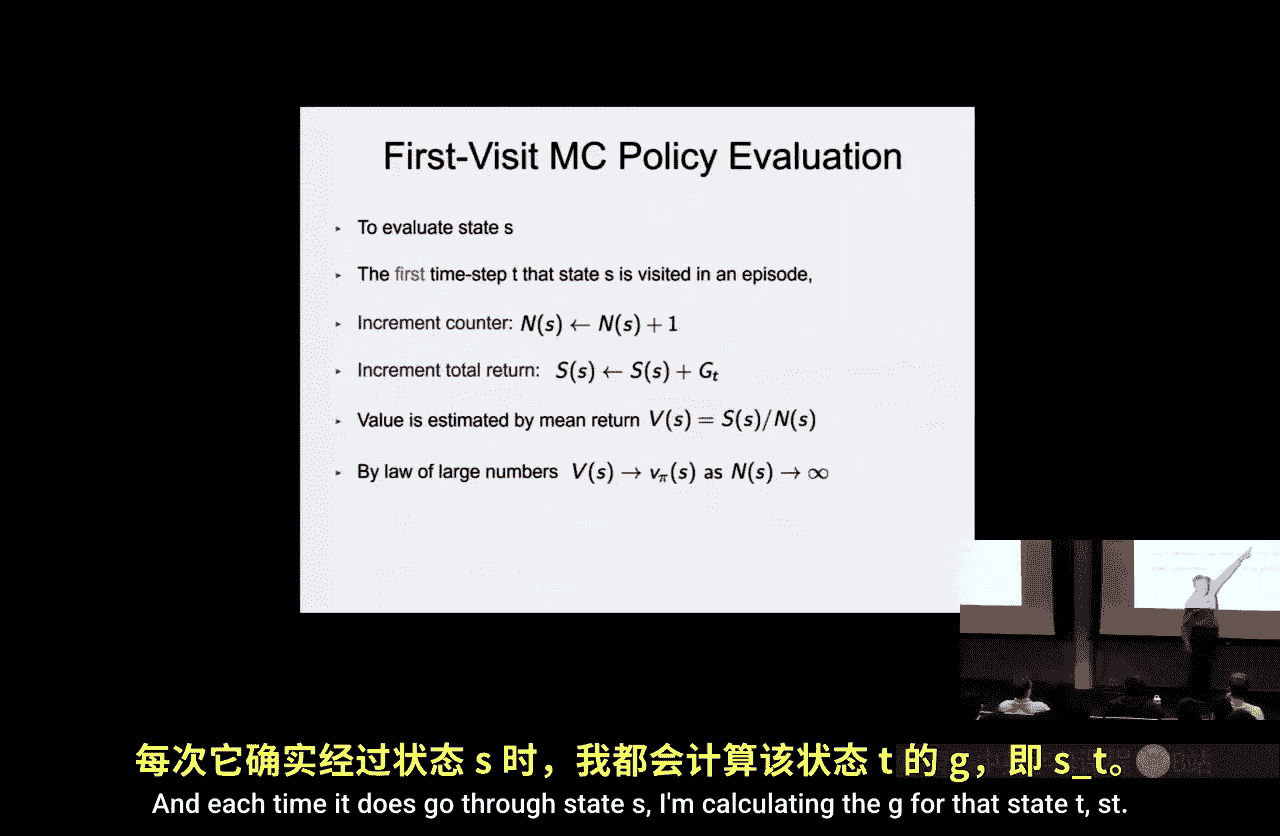 First-Visit MC Policy Evaluation
To evaluate state s
The first time-step t that state s is visited in an episode,
Increment counter: N(s) ← N(s) + 1
Increment total return: S(s) ← S(s) + Gₜ
Value is estimated by mean return V(s) = S(s)/N(s)
By law of large numbers V(s) → v_π(s) as N(s) → ∞
每次它确实经过状态 s 时，我都会计算该状态 t 的 g，即 s_t。
And each time it does go through state s, I'm calculating the g for that state t, st.